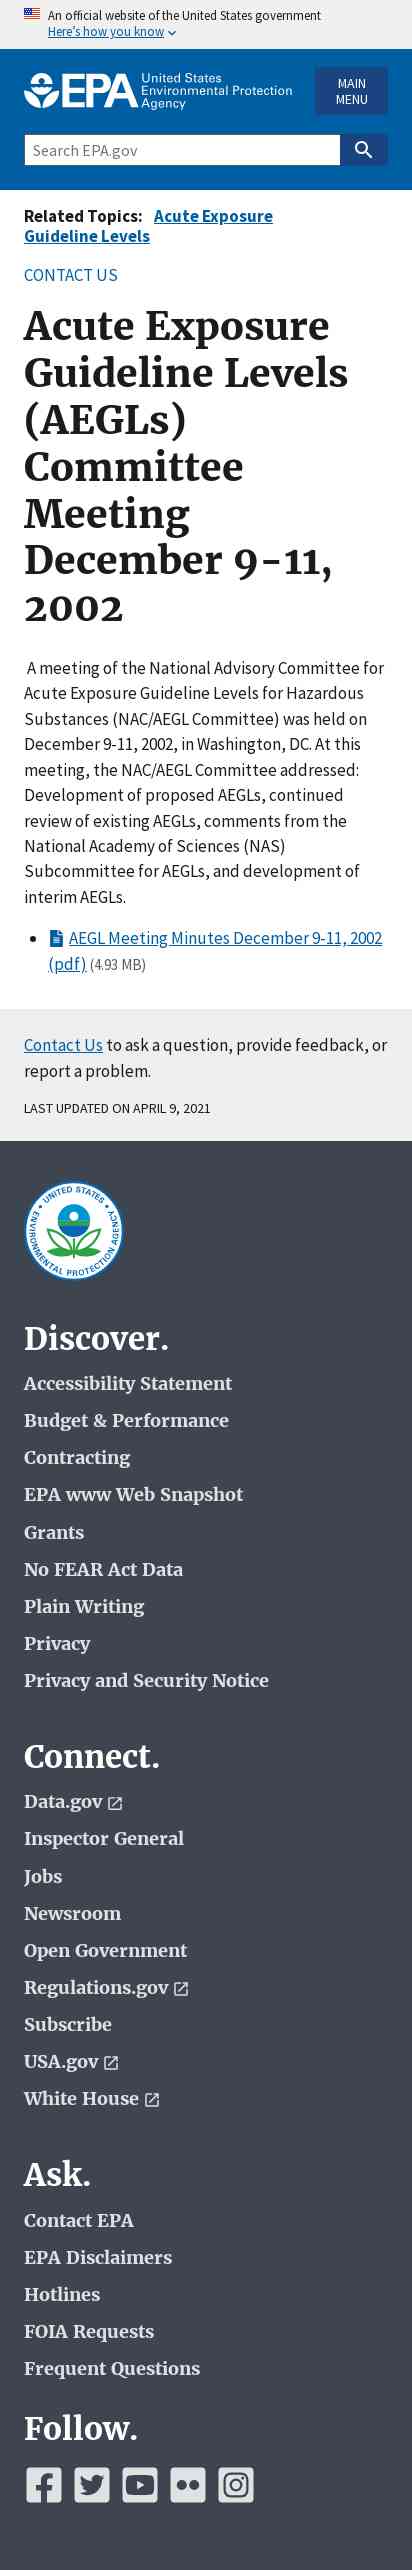 An official website of the United States government
Here's how you know
EPA United States
Environmental Protection
Agency
MAIN
MENU
Search EPA.gov
Related Topics: Acute Exposure
Guideline Levels
CONTACT US
Acute Exposure
Guideline Levels
(AEGLs)
Committee
Meeting
December 9-11,
2002
A meeting of the National Advisory Committee for
Acute Exposure Guideline Levels for Hazardous
Substances (NAC/AEGL Committee) was held on
December 9-11, 2002, in Washington, DC. At this
meeting, the NAC/AEGL Committee addressed:
Development of proposed AEGLs, continued
review of existing AEGLs, comments from the
National Academy of Sciences (NAS)
Subcommittee for AEGLs, and development of
interim AEGLs.
AEGL Meeting Minutes December 9-11, 2002
(pdf) (4.93 MB)
Contact Us to ask a question, provide feedback, or
report a problem.
LAST UPDATED ON APRIL 9, 2021
UNITED STATES
ENVIRONMENTAL PROTECTION AGENCY
Discover.
Accessibility Statement
Budget & Performance
Contracting
EPA www Web Snapshot
Grants
No FEAR Act Data
Plain Writing
Privacy
Privacy and Security Notice
Connect.
Data.gov
Inspector General
Jobs
Newsroom
Open Government
Regulations.gov
Subscribe
USA.gov
White House
Ask.
Contact EPA
EPA Disclaimers
Hotlines
FOIA Requests
Frequent Questions
Follow.